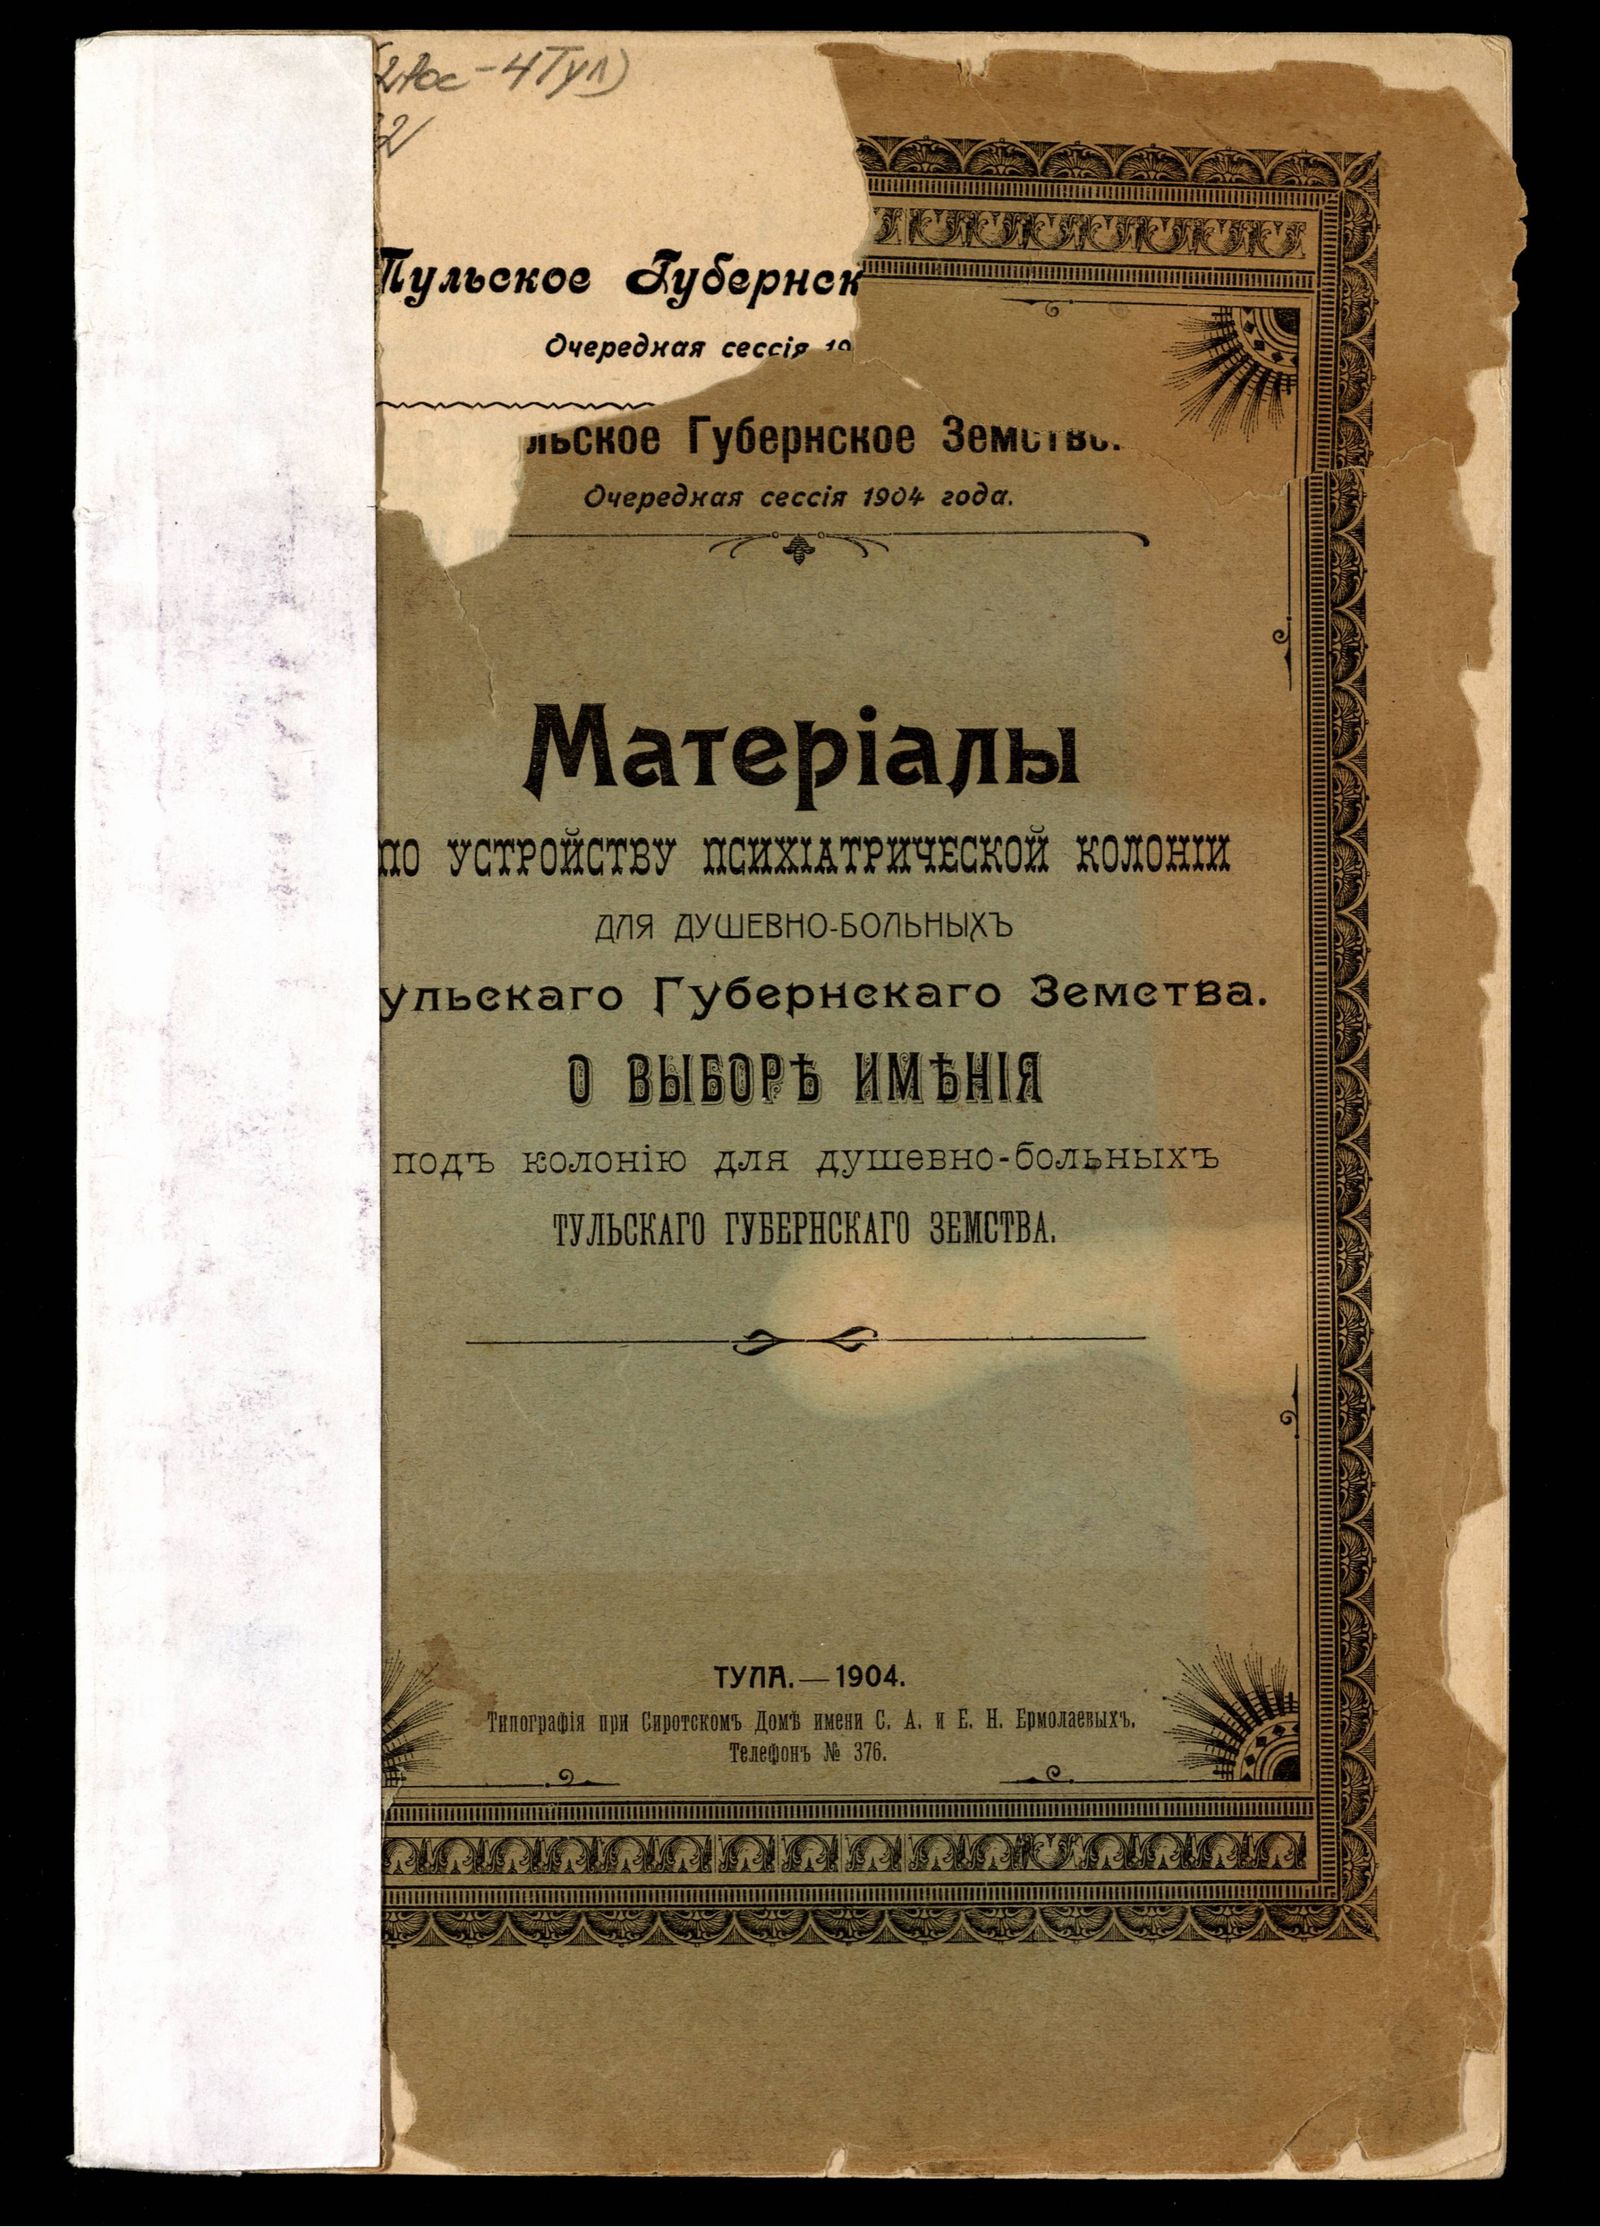 Тульское Губернск
Очередная сессія 19
льское Губернское Земство.
Очередная сессія 1904 года.
Матеріалы
по устройству психіатрической колоніи
для душевно-больныхъ
ульскаго Губернскаго Земства.
О ВЫБОРѢ ИМѢНІЯ
подъ колонію для душевно-больныхъ
ТУЛЬСКАГО ГУБЕРНСКАГО ЗЕМСТВА.
ТУЛА.—1904.
Типографія при Сиротскомъ Домѣ имени С. А. и Е. Н. Ермолаевыхъ.
Телефонъ № 376.